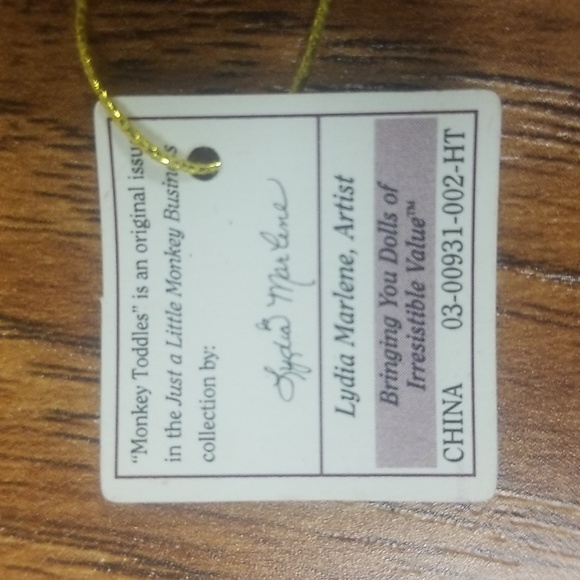 "Monkey Toddles" is an original issu
in the Just a Little Monkey Busin s
collection by:
Lydia Marlene
Lydia Marlene, Artist
Bringing You Dolls of
Irresistible Value™
CHINA 03-00931-002-HT